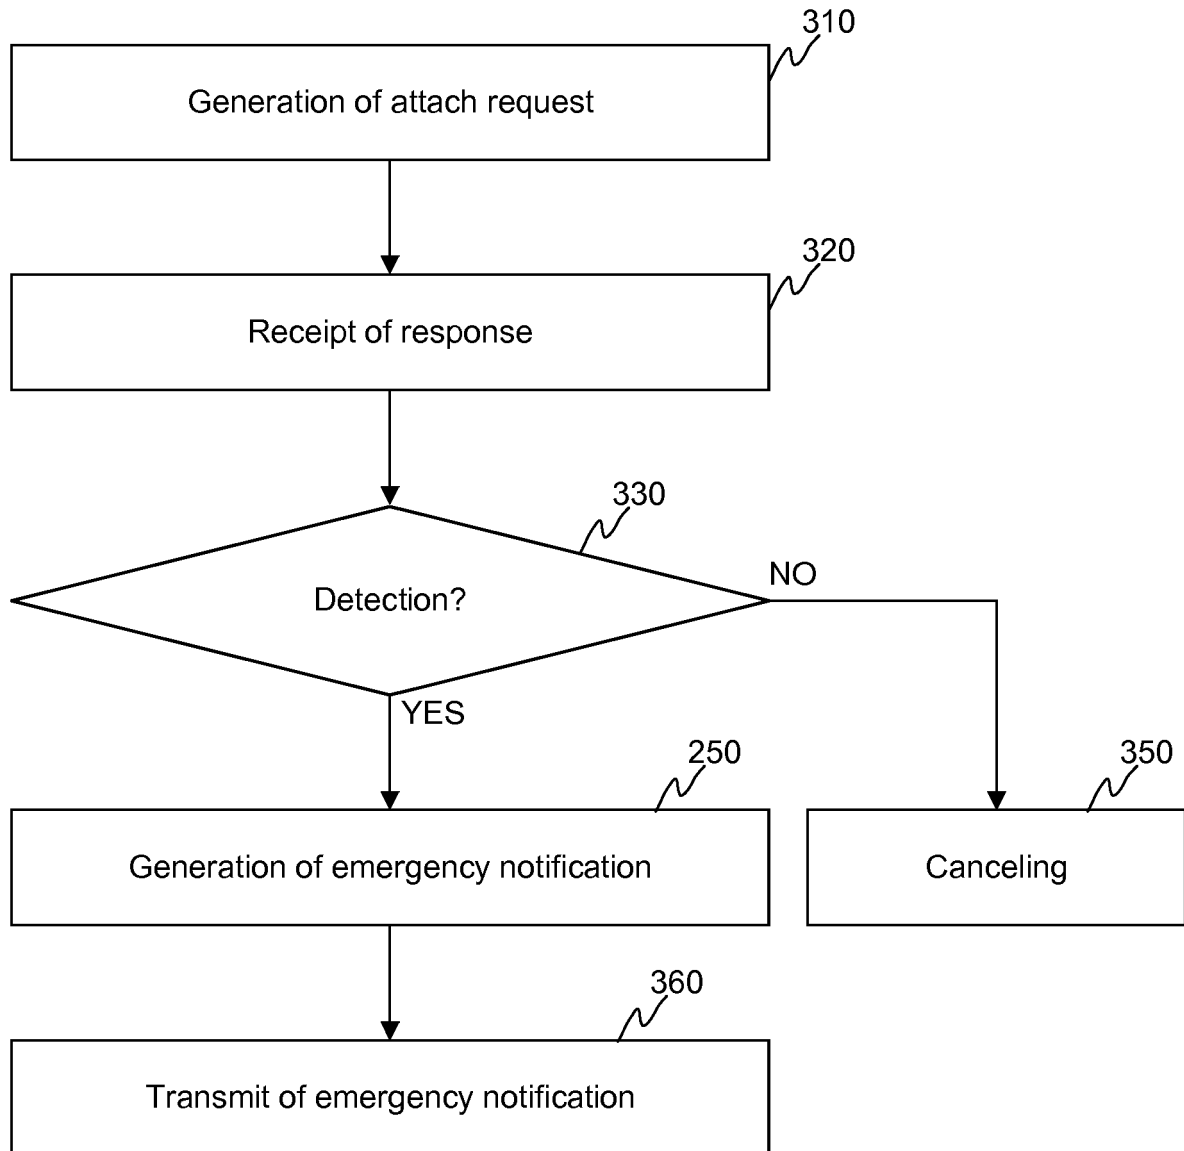 310
Generation of attach request
320
Receipt of response
330
Detection?
NO
YES
250
Generation of emergency notification
350
Canceling
360
Transmit of emergency notification